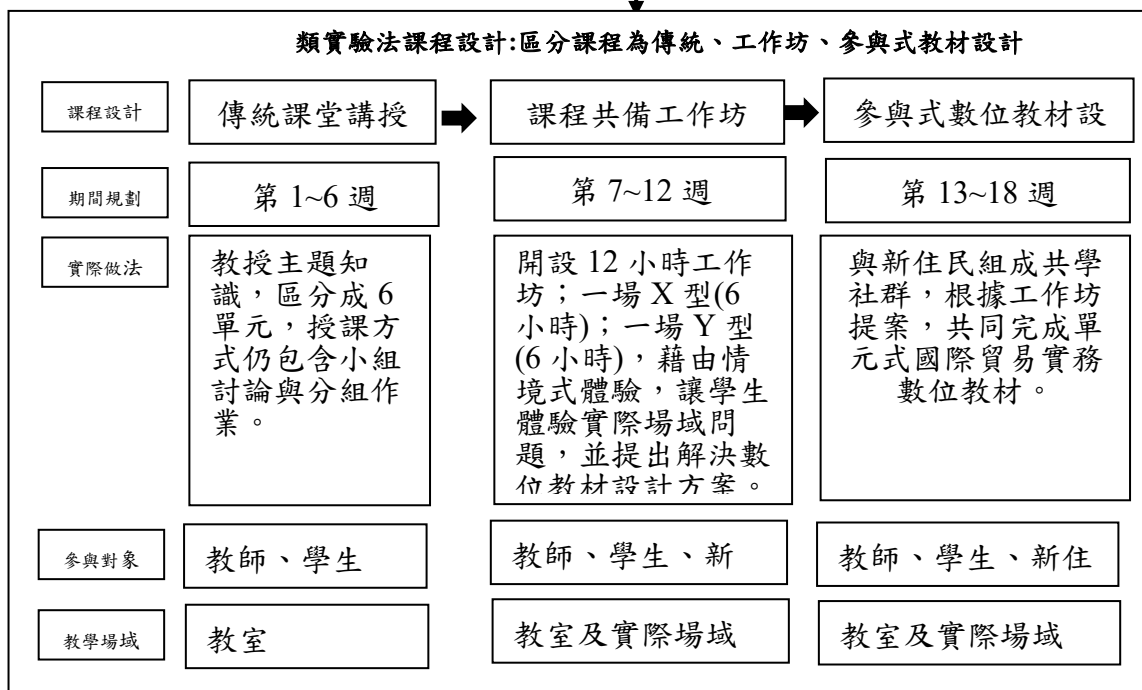 類實驗法課程設計:區分課程為傳統、工作坊、參與式教材設計
課程設計
傳統課堂講授
課程共備工作坊
參與式數位教材設
期間規劃
第 1~6 週
第 7~12 週
第 13~18 週
實際做法
教授主題知
識，區分成 6
單元，授課方
式仍包含小組
討論與分組作
業。
開設 12 小時工作
坊；一場 X 型(6
小時)；一場 Y 型
(6 小時)，藉由情
境式體驗，讓學生
體驗實際場域問
題，並提出解決數
位教材設計方案。
與新住民組成共學
社群，根據工作坊
提案，共同完成單
元式國際貿易實務
數位教材。
參與對象
教師、學生
教師、學生、新
教師、學生、新住
教學場域
教室
教室及實際場域
教室及實際場域